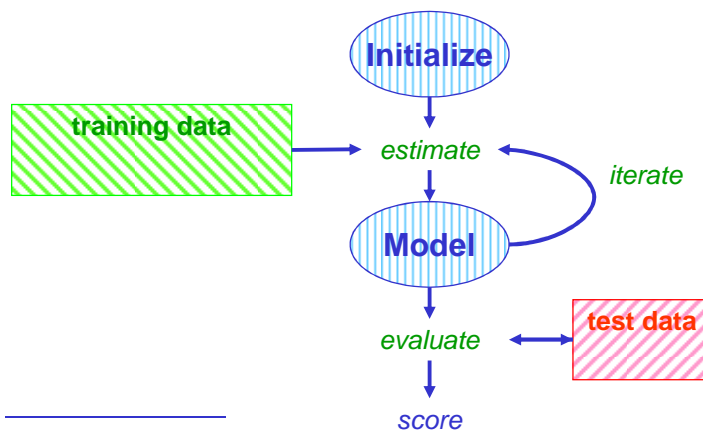 Initialize
training data
estimate
iterate
Model
test data
evaluate
score